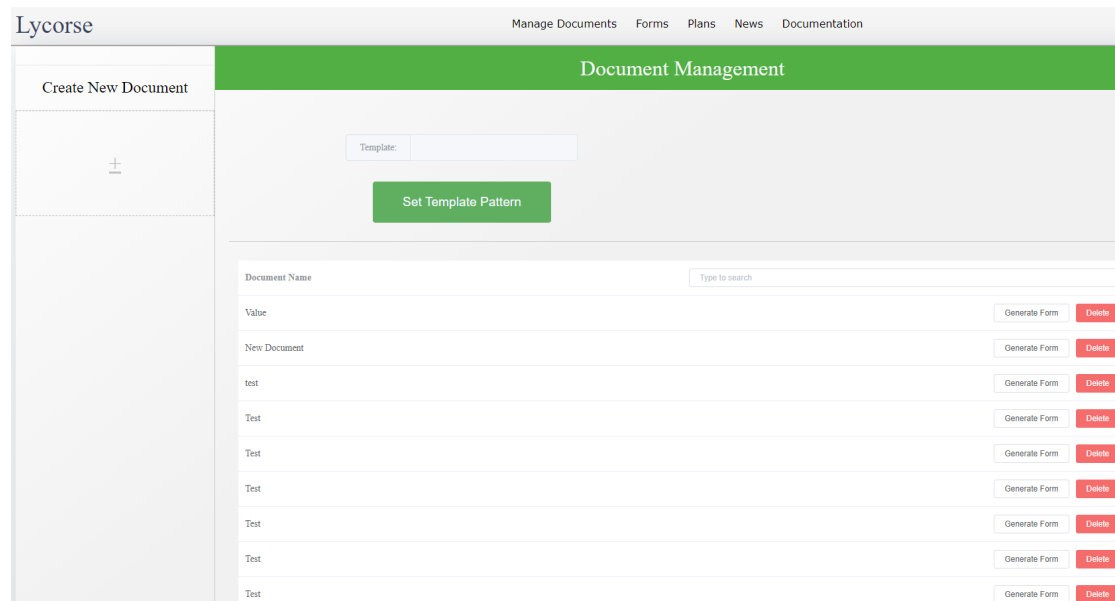 Lycorse
Manage Documents Forms Plans News Documentation
Create New Document
Document Management
Template:
Set Template Pattern
Document Name
Type to search
Value Generate Form Delete
New Document Generate Form Delete
test Generate Form Delete
Test Generate Form Delete
Test Generate Form Delete
Test Generate Form Delete
Test Generate Form Delete
Test Generate Form Delete
Test Generate Form Delete